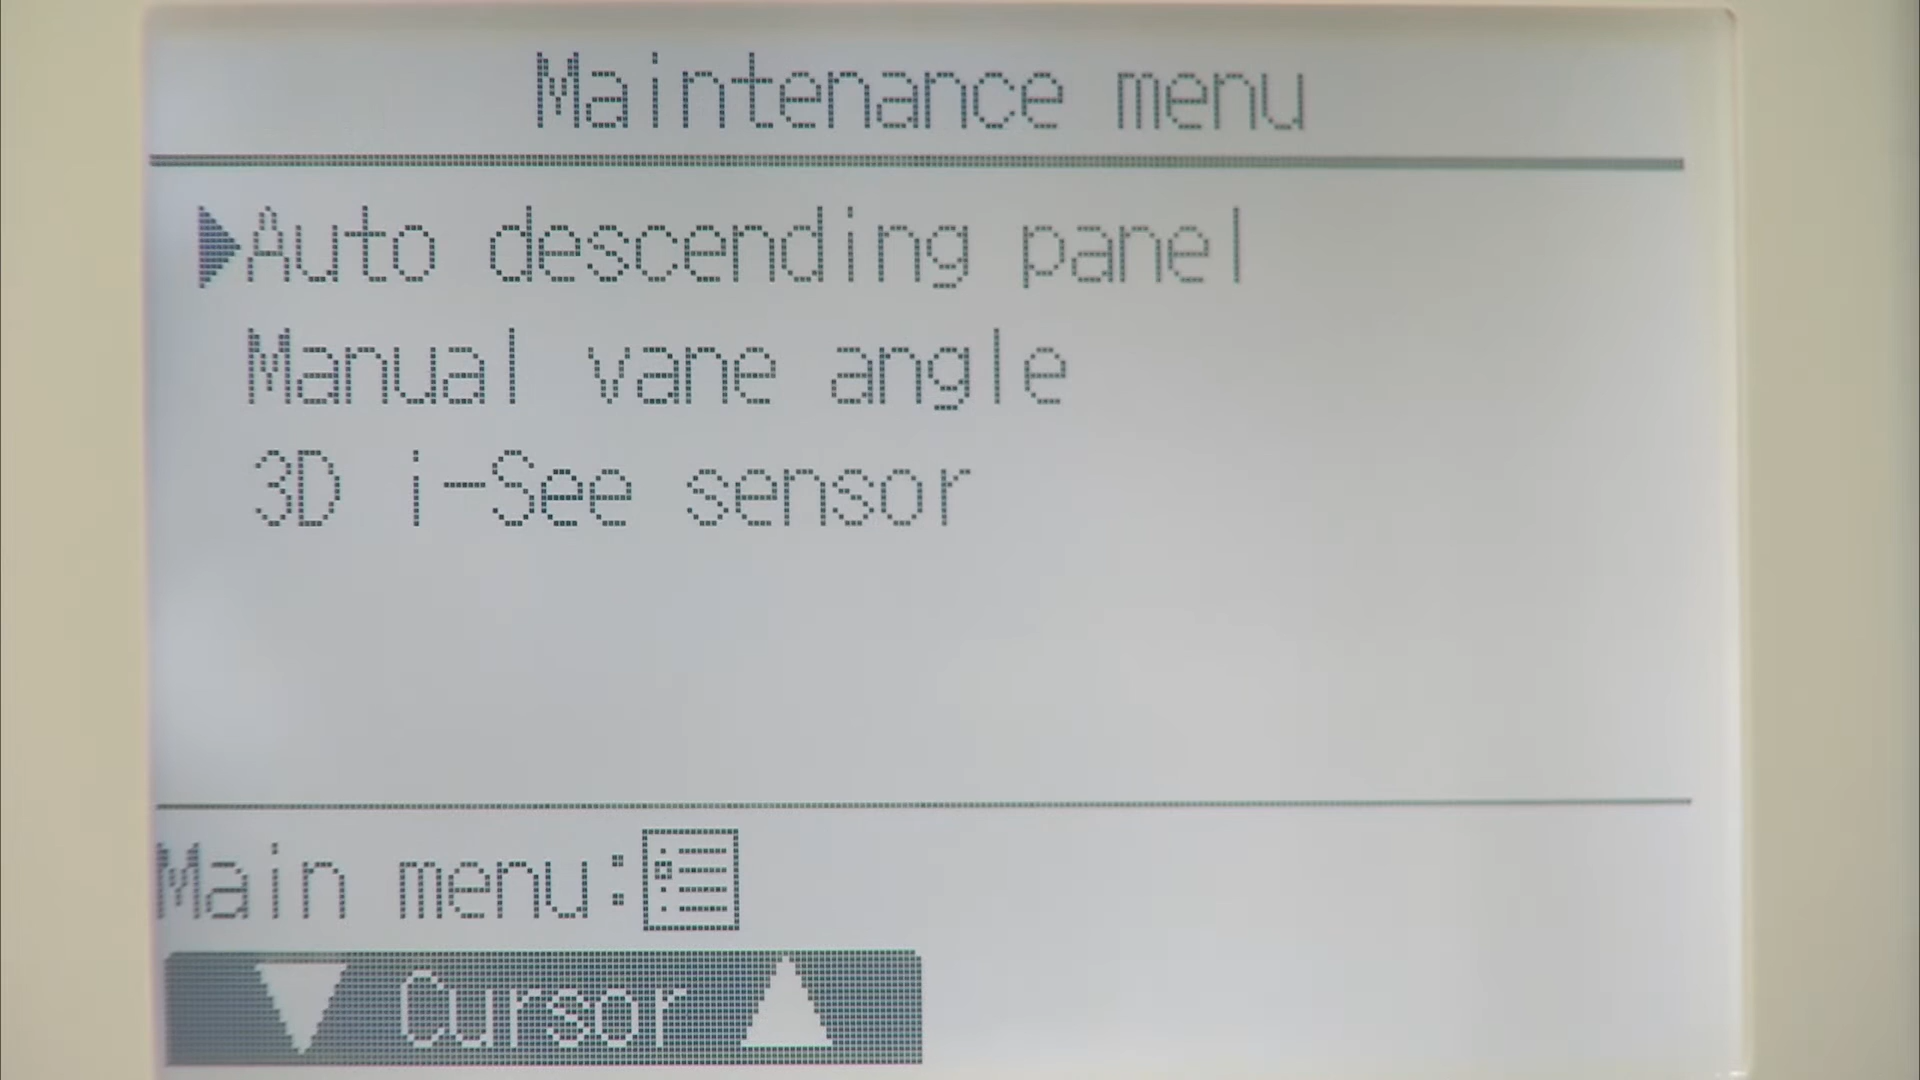 Maintenance menu
Auto descending panel
Manual vane angle
3D i-See sensor
Main menu:
Cursor